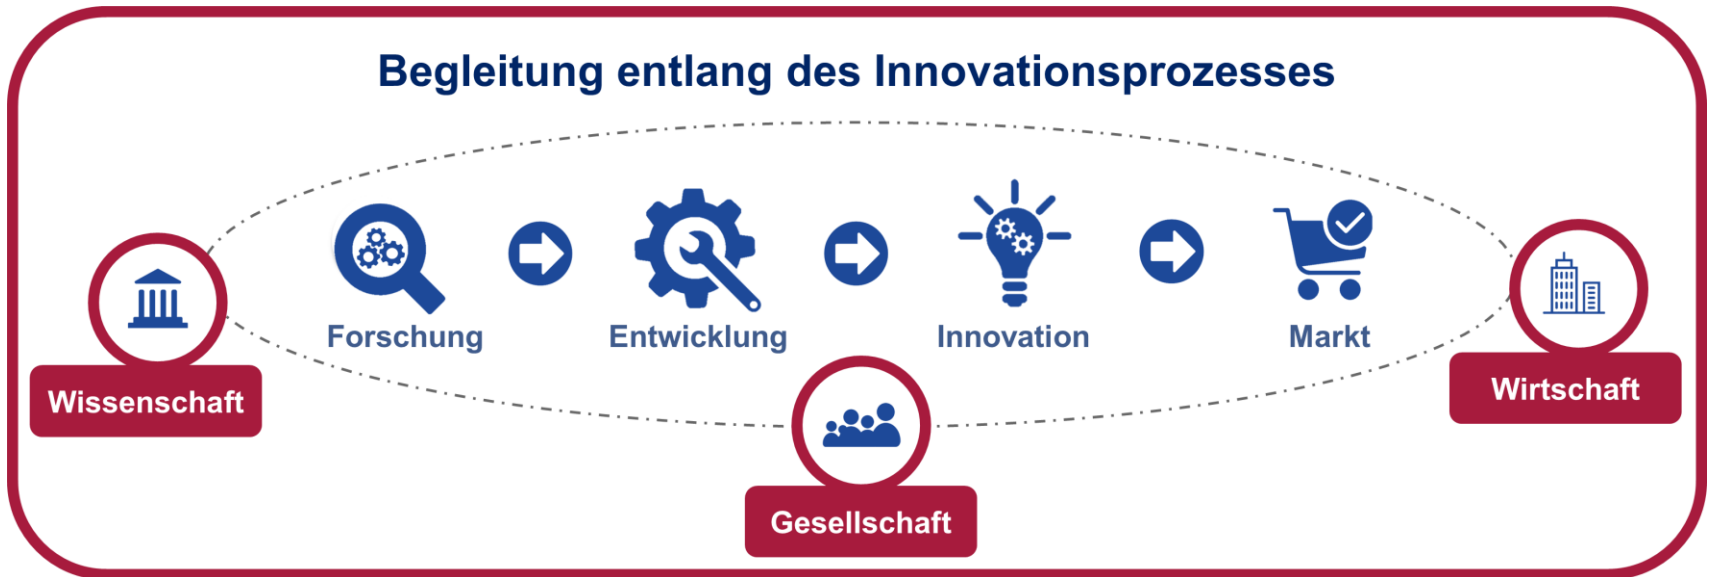 Begleitung entlang des Innovationsprozesses
Forschung
Entwicklung
Innovation
Markt
Wissenschaft
Wirtschaft
Gesellschaft